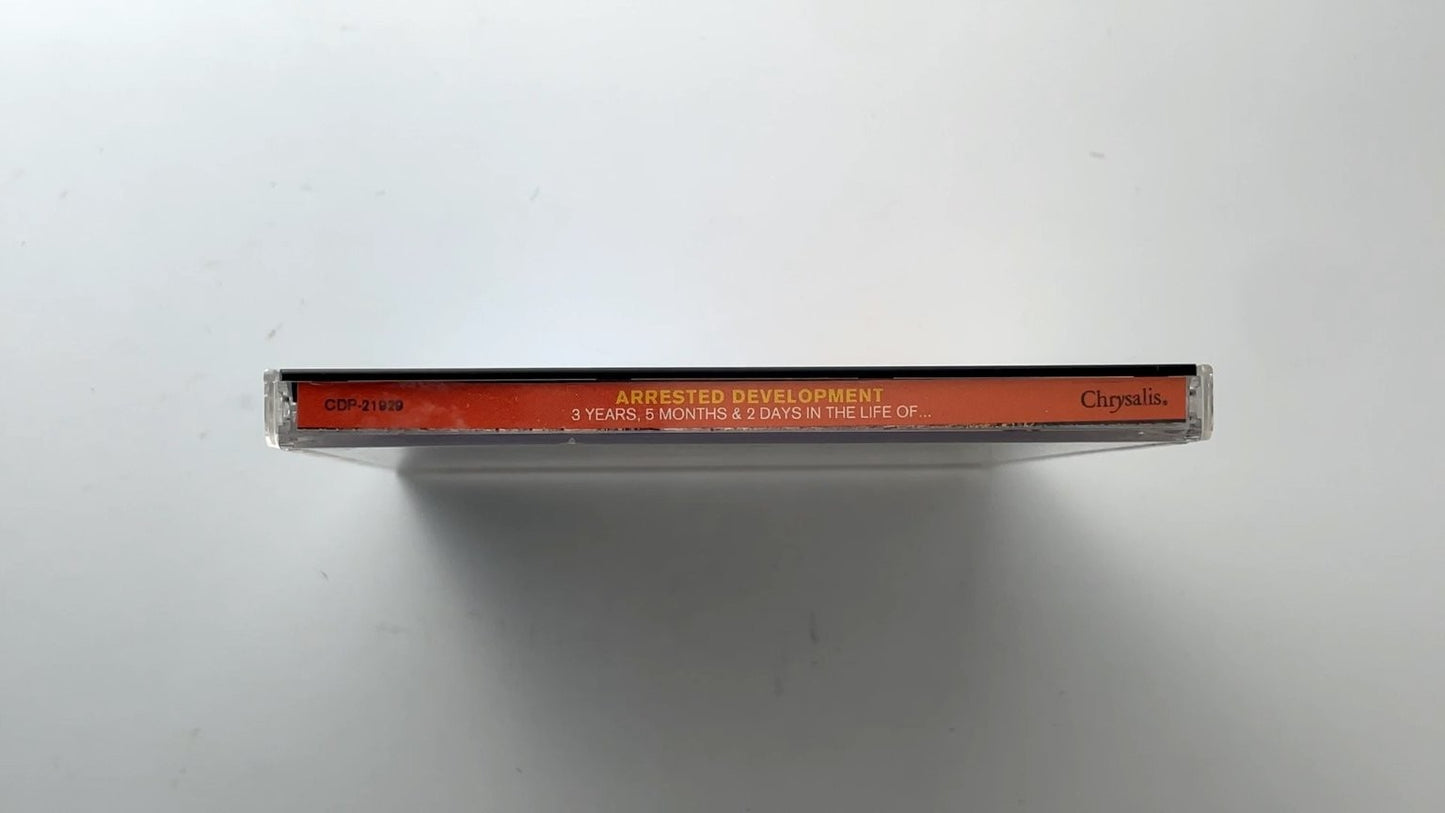 CDP-21929
ARRESTED DEVELOPMENT
3 YEARS, 5 MONTHS & 2 DAYS IN THE LIFE OF...
Chrysalis®